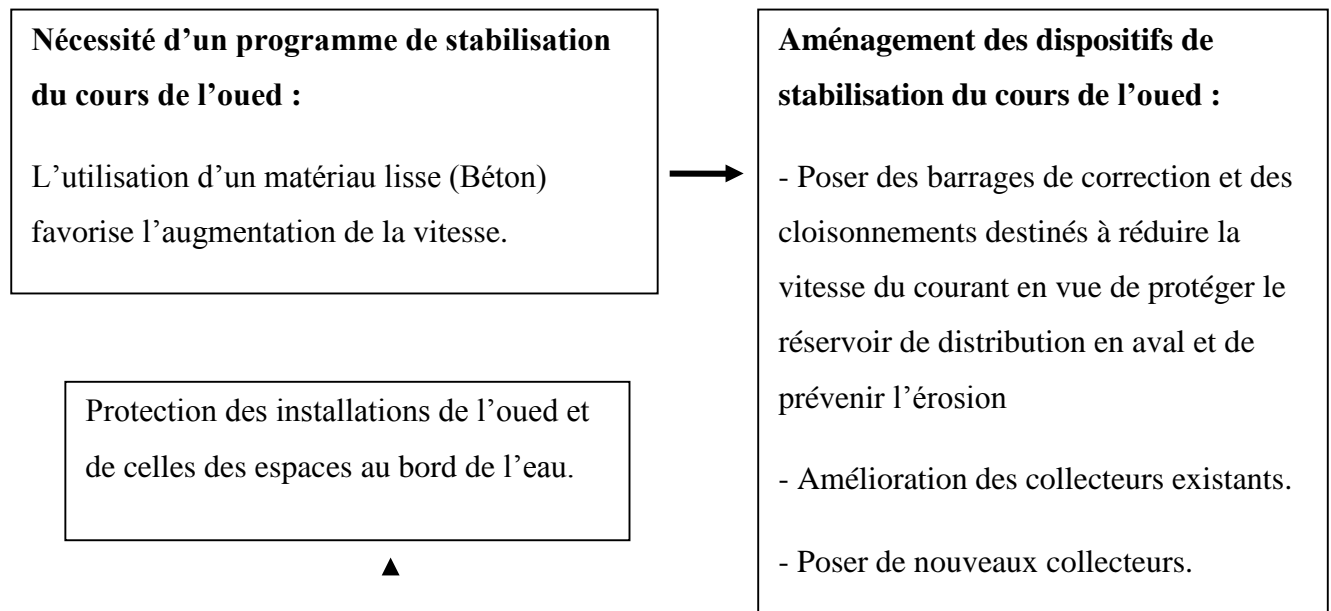 Nécessité d’un programme de stabilisation
du cours de l’oued :
L’utilisation d’un matériau lisse (Béton)
favorise l’augmentation de la vitesse.
Protection des installations de l’oued et
de celles des espaces au bord de l’eau.
Aménagement des dispositifs de
stabilisation du cours de l’oued :
- Poser des barrages de correction et des
cloisonnements destinés à réduire la
vitesse du courant en vue de protéger le
réservoir de distribution en aval et de
prévenir l’érosion
- Amélioration des collecteurs existants.
- Poser de nouveaux collecteurs.